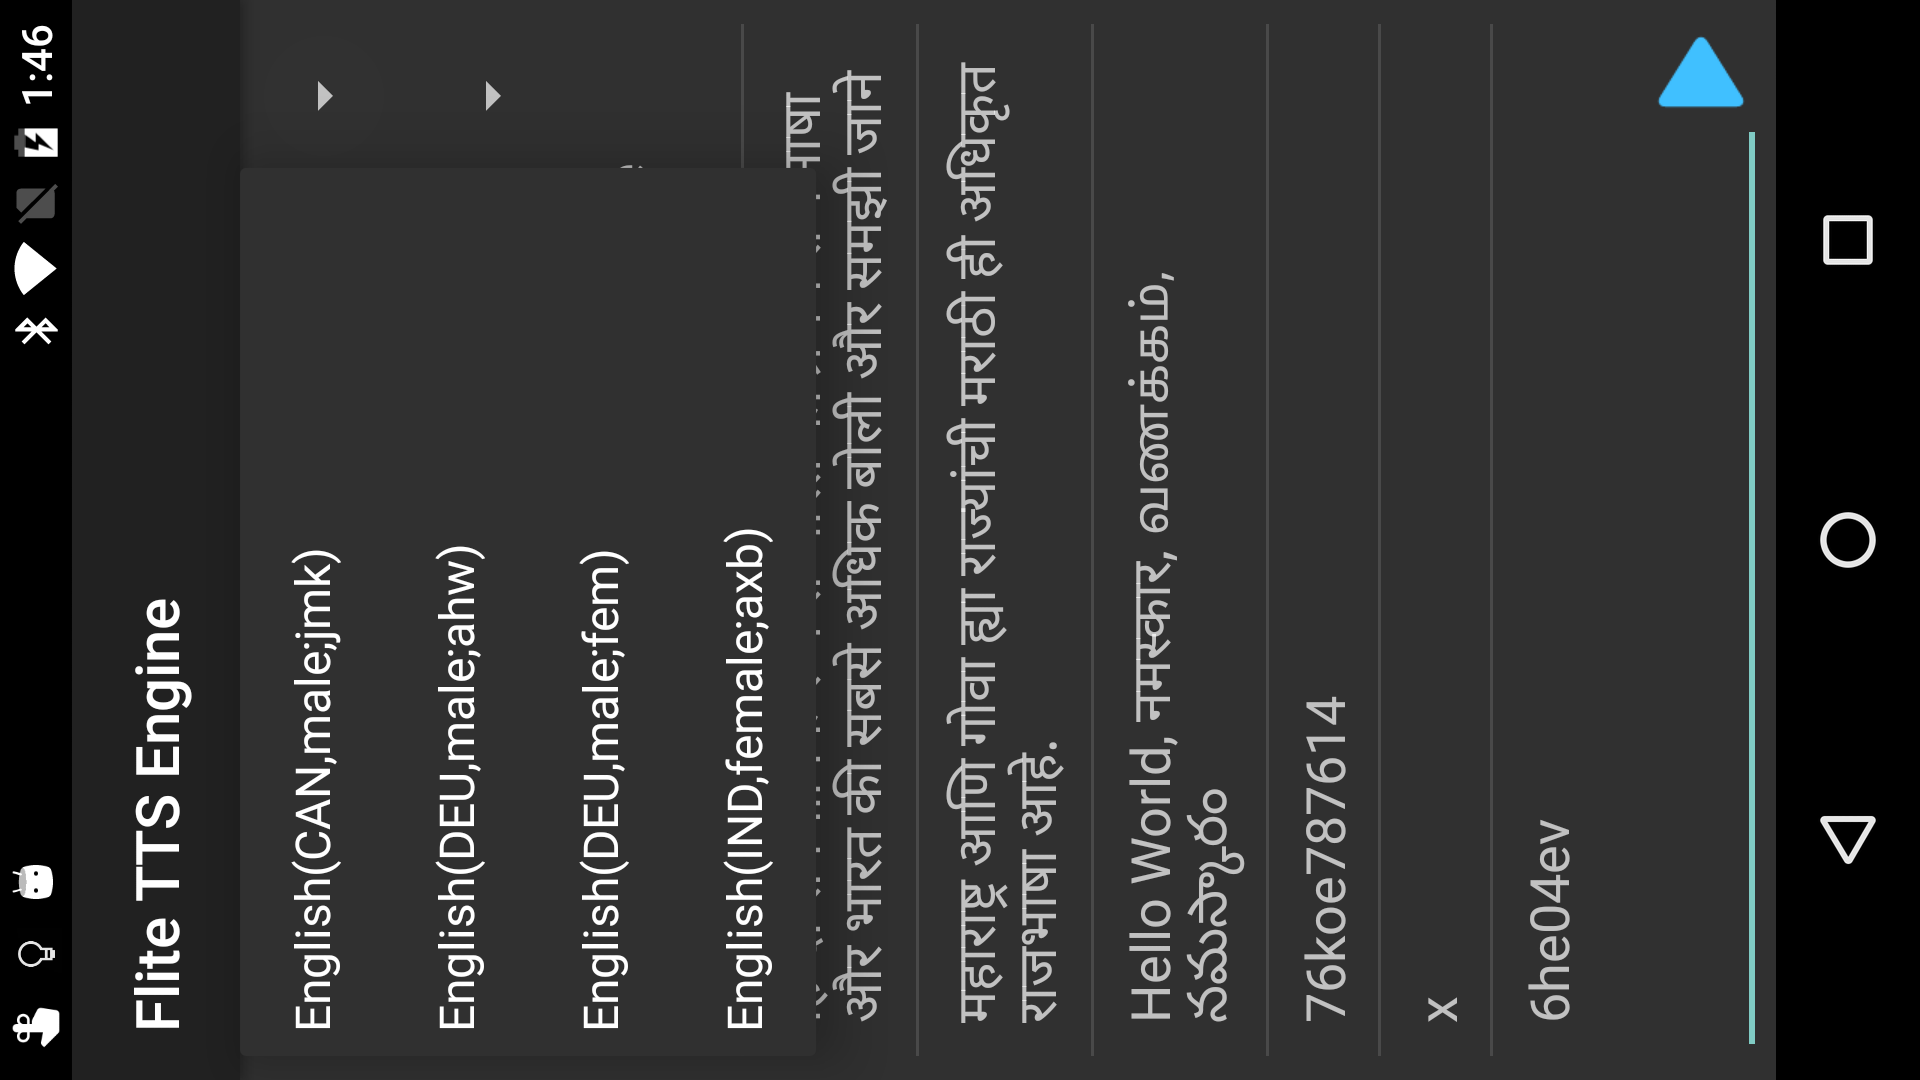 1:46
Flite TTS Engine
English(CAN,male;jmk)
English(DEU,male;ahw)
English(DEU,male;fem)
English(IND,female;axb)
और भारत की सबसे अधिक बोली और समझी जाने
महाराष्ट्र आणि गोवा ह्या राज्यांची मराठी ही अधिकृत
राजभाषा आहे.
Hello World, नमस्कार, வணக்கம்,
నమస్కారం
76koe787614
x
6he04ev